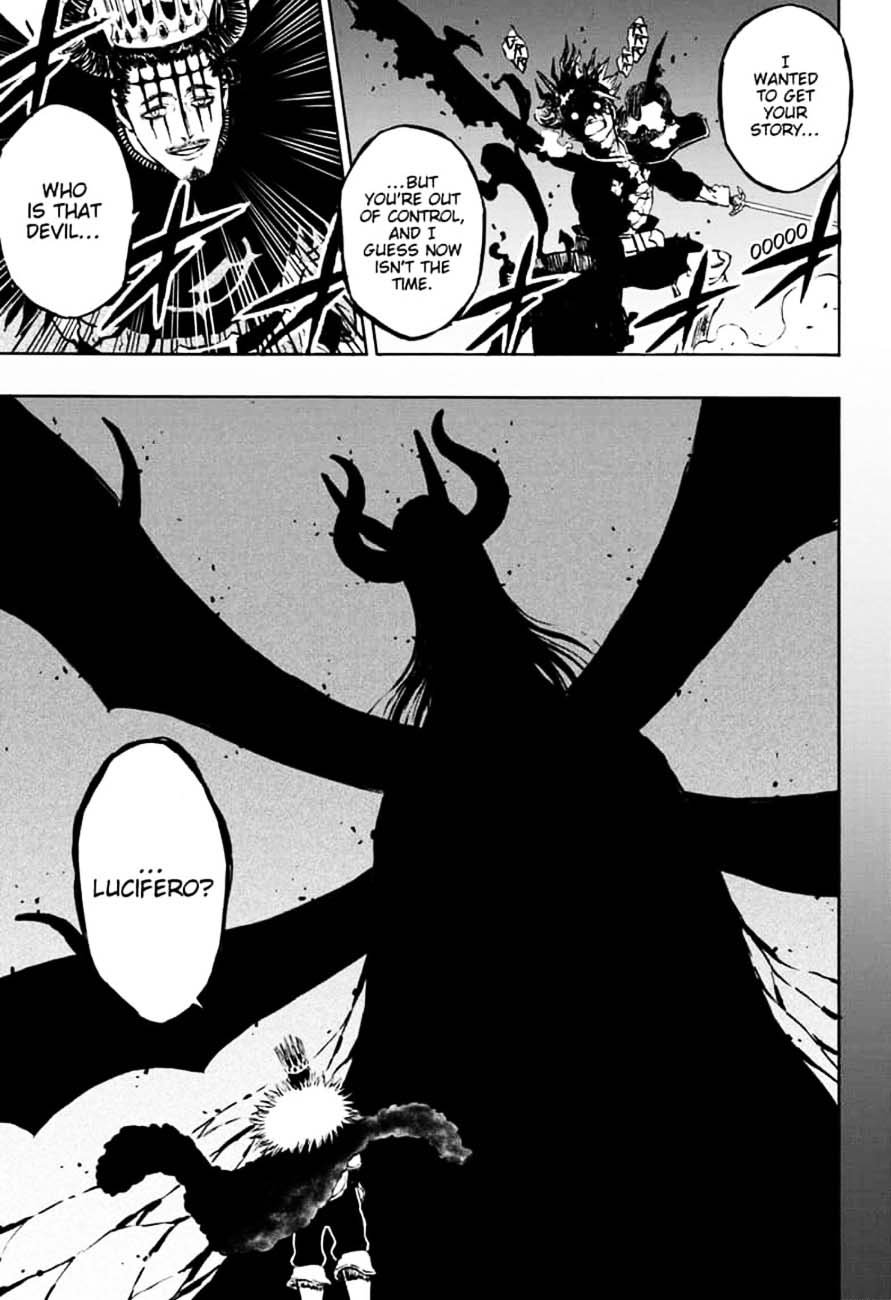 I
WANTED
TO GET
YOUR
STORY...
...BUT
YOU'RE OUT
OF CONTROL,
AND I
GUESS NOW
ISN'T THE
TIME.
OOOOO
WHO
IS THAT
DEVIL...
...
LUCIFERO?